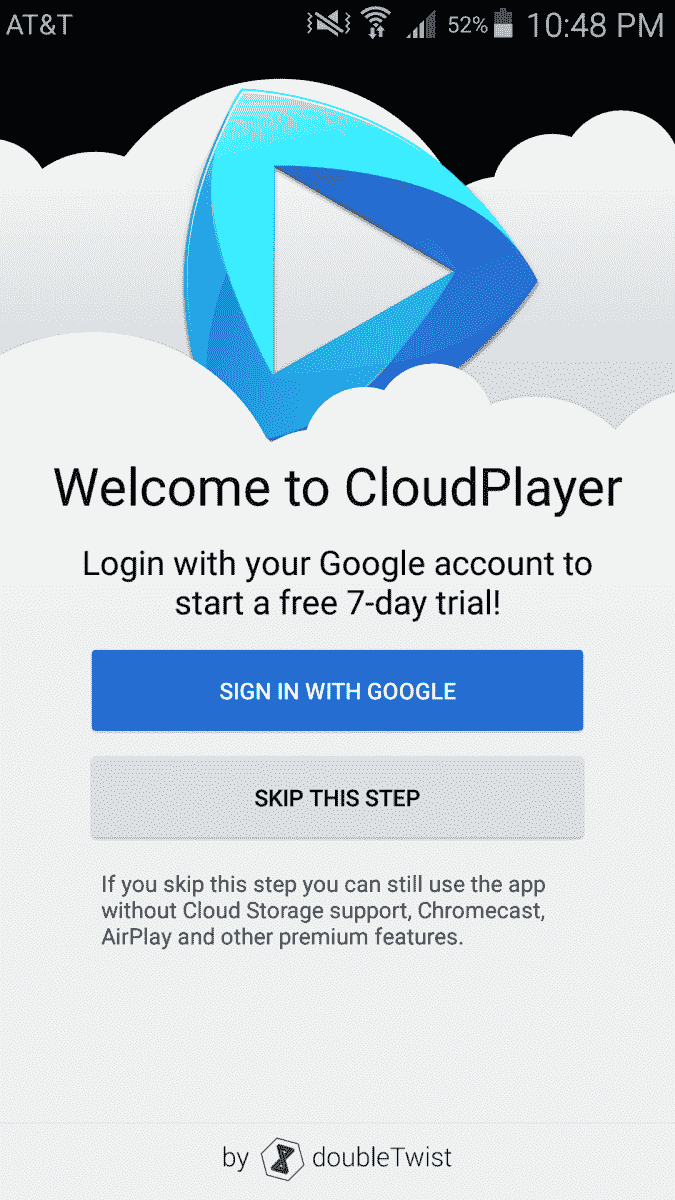 AT&T 52% 10:48 PM
Welcome to CloudPlayer
Login with your Google account to
start a free 7-day trial!
SIGN IN WITH GOOGLE
SKIP THIS STEP
If you skip this step you can still use the app
without Cloud Storage support, Chromecast,
AirPlay and other premium features.
by doubleTwist